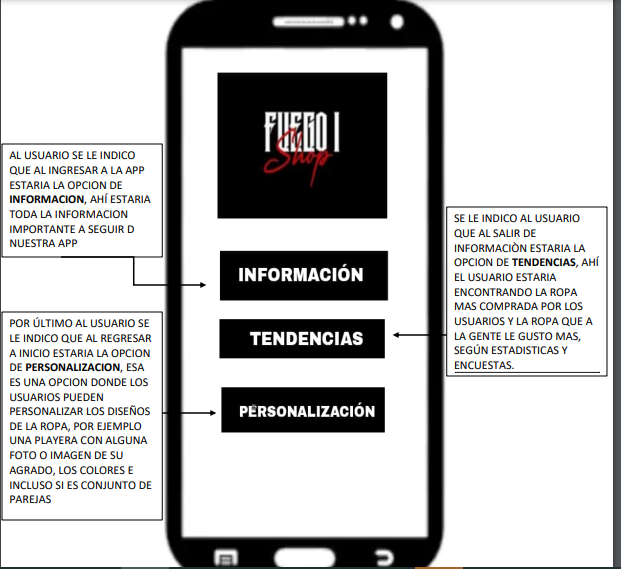 FUEGO I
Shop
AL USUARIO SE LE INDICO
QUE AL INGRESAR A LA APP
ESTARIA LA OPCION DE
INFORMACION, AHÍ ESTARIA
TODA LA INFORMACION
IMPORTANTE A SEGUIR D
NUESTRA APP
INFORMACIÓN
SE LE INDICO AL USUARIO
QUE AL SALIR DE
INFORMACIÒN ESTARIA LA
OPCION DE TENDENCIAS, AHÍ
EL USUARIO ESTARIA
ENCONTRANDO LA ROPA
MAS COMPRADA POR LOS
USUARIOS Y LA ROPA QUE A
LA GENTE LE GUSTO MAS,
SEGÚN ESTADISTICAS Y
ENCUESTAS.
TENDENCIAS
POR ÚLTIMO AL USUARIO SE
LE INDICO QUE AL REGRESAR
A INICIO ESTARIA LA OPCION
DE PERSONALIZACION, ESA
ES UNA OPCION DONDE LOS
USUARIOS PUEDEN
PERSONALIZAR LOS DISEÑOS
DE LA ROPA, POR EJEMPLO
UNA PLAYERA CON ALGUNA
FOTO O IMAGEN DE SU
AGRADO, LOS COLORES E
INCLUSO SI ES CONJUNTO DE
PAREJAS
PERSONALIZACIÓN